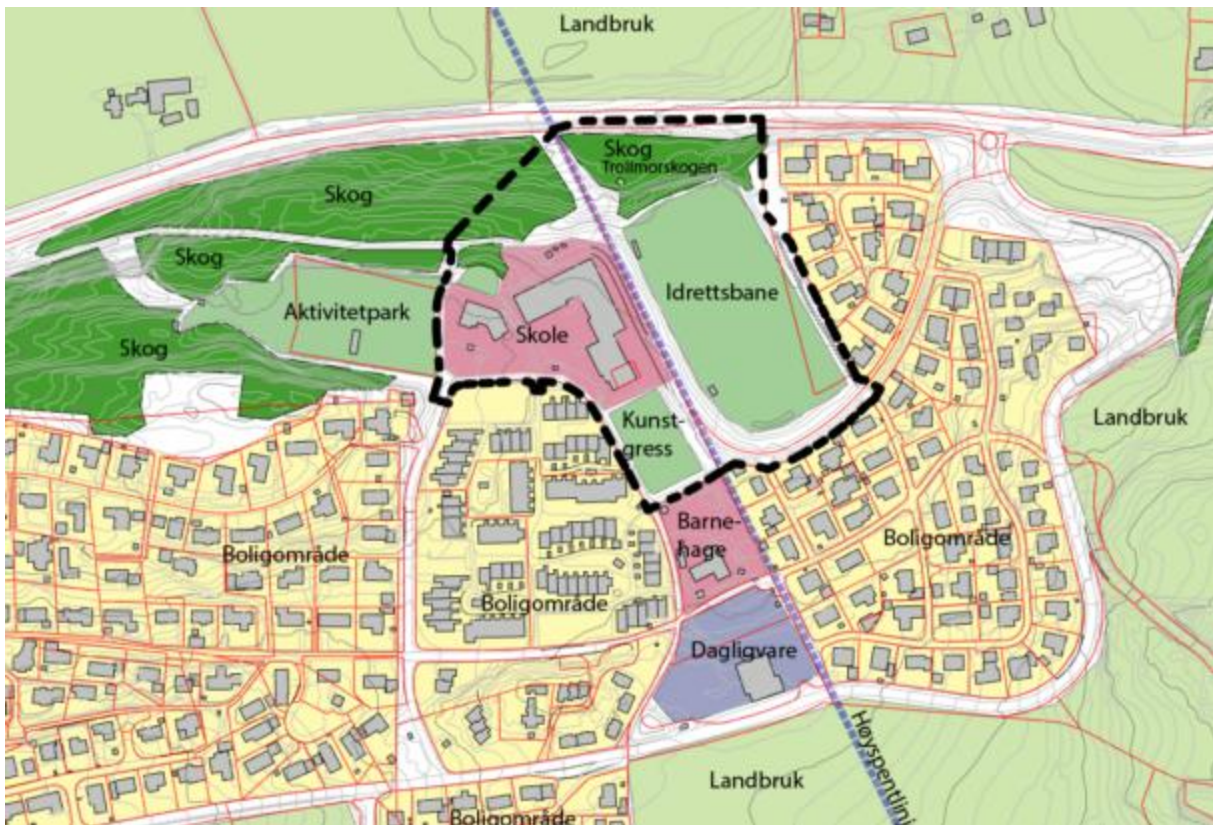 Landbruk
Skog
Trollmorskogen
Skog
Skog
Idrettsbane
Aktivitetpark
Skole
Skog
Kunst-
gress
Landbruk
Barne-
hage
Boligområde
Boligområde
Boligområde
Dagligvare
Høyspentlinj
Landbruk
Boligområde